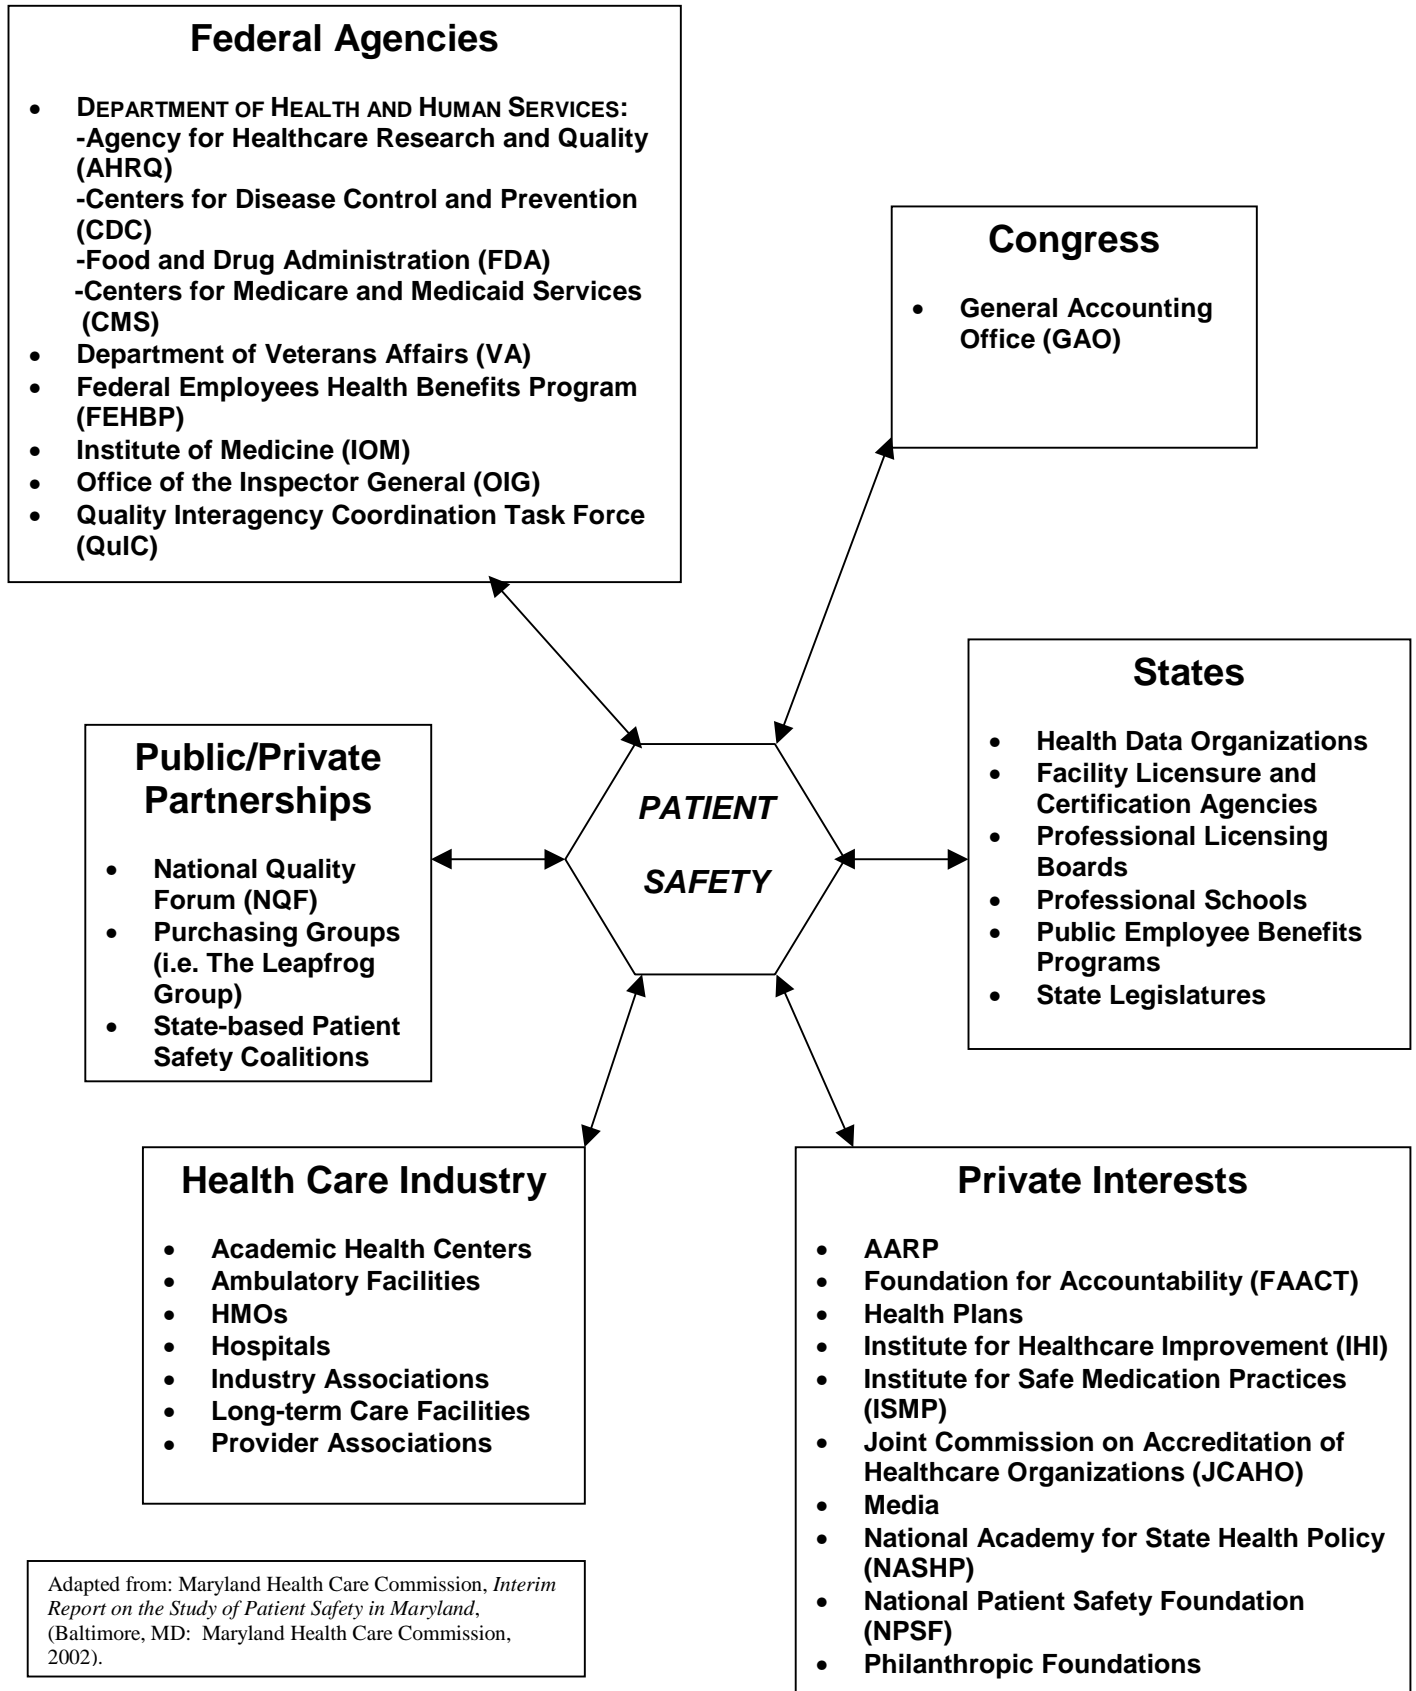 Federal Agencies
• DEPARTMENT OF HEALTH AND HUMAN SERVICES:
-Agency for Healthcare Research and Quality
(AHRQ)
-Centers for Disease Control and Prevention
(CDC)
-Food and Drug Administration (FDA)
-Centers for Medicare and Medicaid Services
(CMS)
• Department of Veterans Affairs (VA)
• Federal Employees Health Benefits Program
(FEHBP)
• Institute of Medicine (IOM)
• Office of the Inspector General (OIG)
• Quality Interagency Coordination Task Force
(QuIC)
Congress
• General Accounting
Office (GAO)
Public/Private
Partnerships
• National Quality
Forum (NQF)
• Purchasing Groups
(i.e. The Leapfrog
Group)
• State-based Patient
Safety Coalitions
PATIENT
SAFETY
States
• Health Data Organizations
• Facility Licensure and
Certification Agencies
• Professional Licensing
Boards
• Professional Schools
• Public Employee Benefits
Programs
• State Legislatures
Health Care Industry
• Academic Health Centers
• Ambulatory Facilities
• HMOs
• Hospitals
• Industry Associations
• Long-term Care Facilities
• Provider Associations
Private Interests
• AARP
• Foundation for Accountability (FAACT)
• Health Plans
• Institute for Healthcare Improvement (IHI)
• Institute for Safe Medication Practices
(ISMP)
• Joint Commission on Accreditation of
Healthcare Organizations (JCAHO)
• Media
• National Academy for State Health Policy
(NASHP)
• National Patient Safety Foundation
(NPSF)
• Philanthropic Foundations
Adapted from: Maryland Health Care Commission, Interim
Report on the Study of Patient Safety in Maryland,
(Baltimore, MD: Maryland Health Care Commission,
2002).